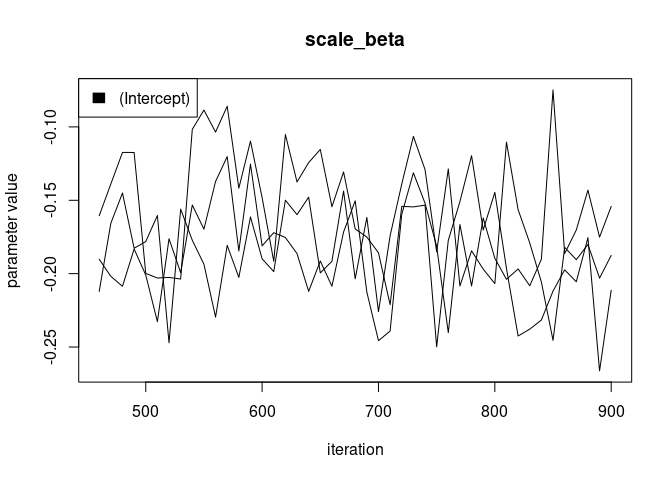 scale_beta
(Intercept)
parameter value
-0.10
-0.15
-0.20
-0.25
500 600 700 800 900
iteration